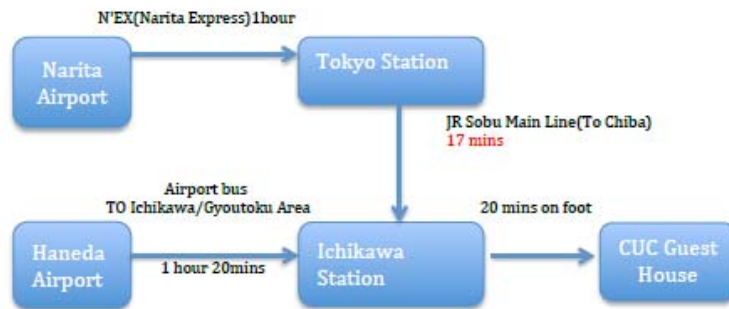 N'EX(Narita Express)1hour
Narita
Airport
Tokyo Station
JR Sobu Main Line(To Chiba)
17 mins
Airport bus
TO Ichikawa/Gyoutoku Area
20 mins on foot
Haneda
Airport
1 hour 20mins
Ichikawa
Station
CUC Guest
House